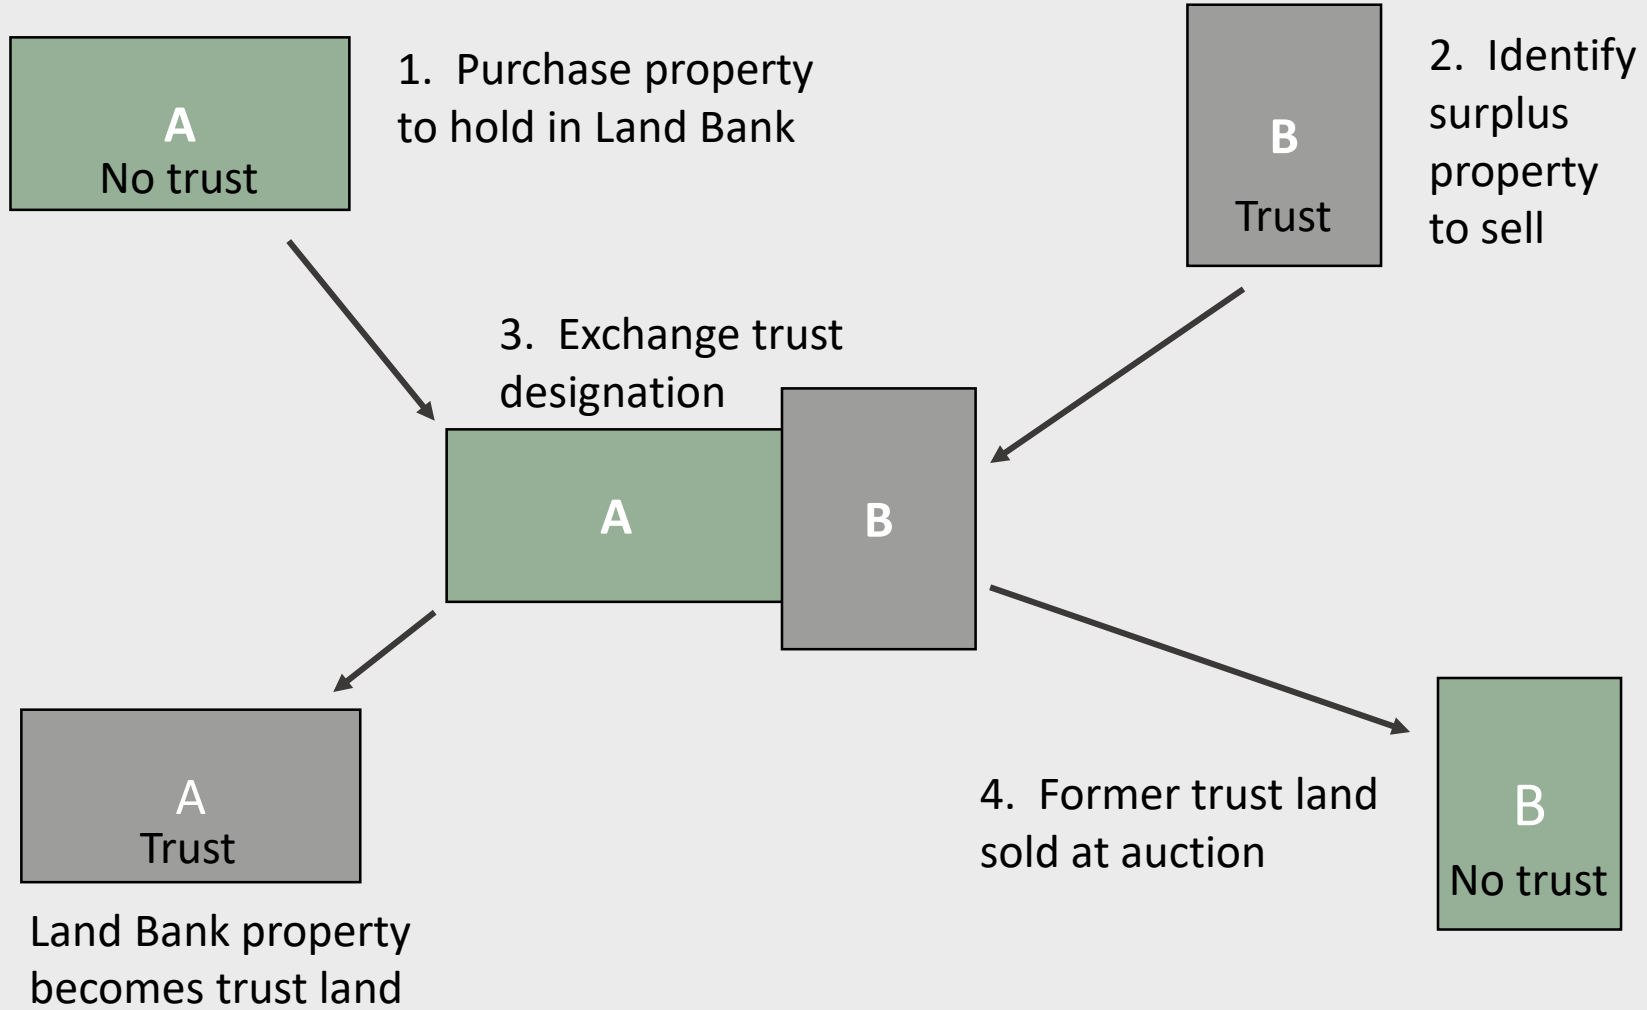 A
No trust
1. Purchase property
to hold in Land Bank
B
Trust
2. Identify
surplus
property
to sell
3. Exchange trust
designation
A
B
A
Trust
Land Bank property
becomes trust land
4. Former trust land
sold at auction
B
No trust